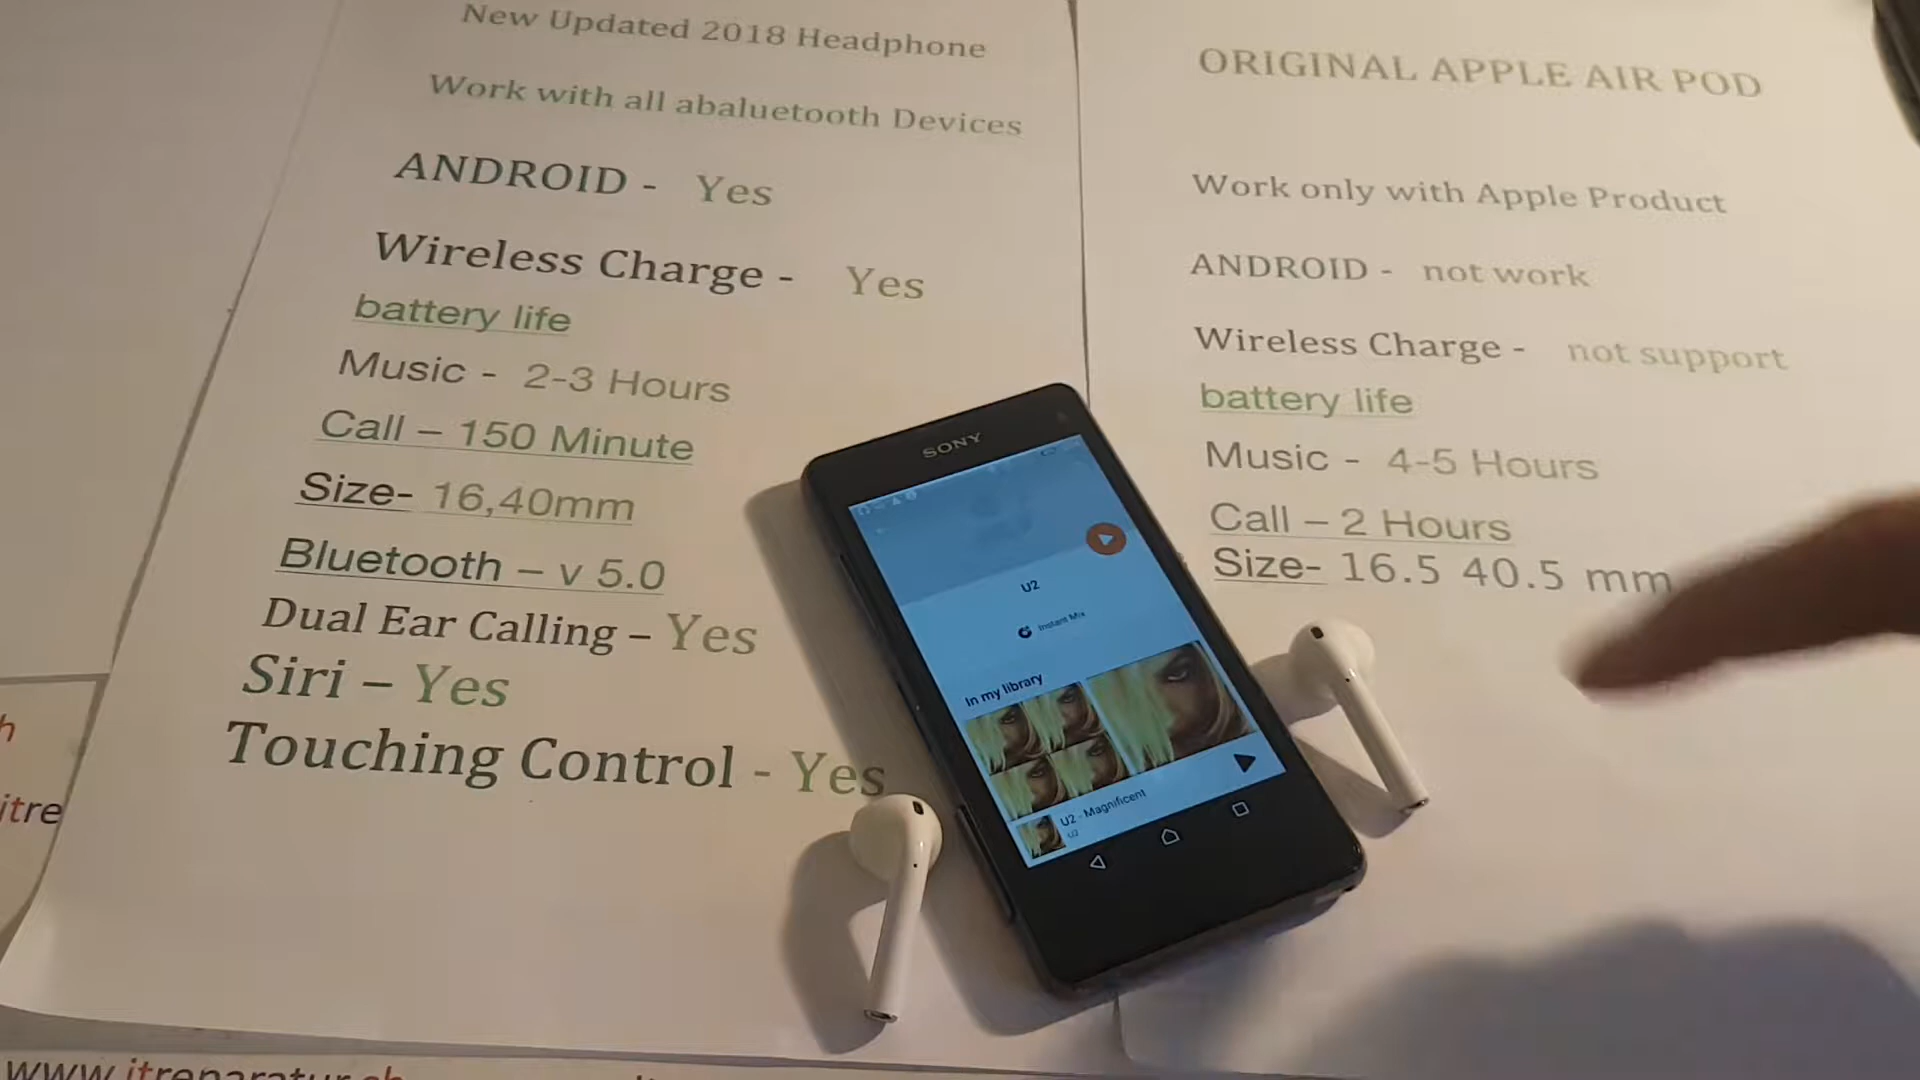 New Updated 2018 Headphone
Work with all abaluetooth Devices
ANDROID - Yes
Wireless Charge - Yes
battery life
Music - 2-3 Hours
Call – 150 Minute
Size- 16,40mm
Bluetooth – v 5.0
Dual Ear Calling – Yes
Siri – Yes
Touching Control - Yes
ORIGINAL APPLE AIR POD
Work only with Apple Product
ANDROID - not work
Wireless Charge - not support
battery life
Music - 4-5 Hours
Call – 2 Hours
Size- 16.5 40.5 mm
SONY
U2
Instant Mix
In my library
U2 - Magnificent
U2
h
itre
www.itreparatur.ch